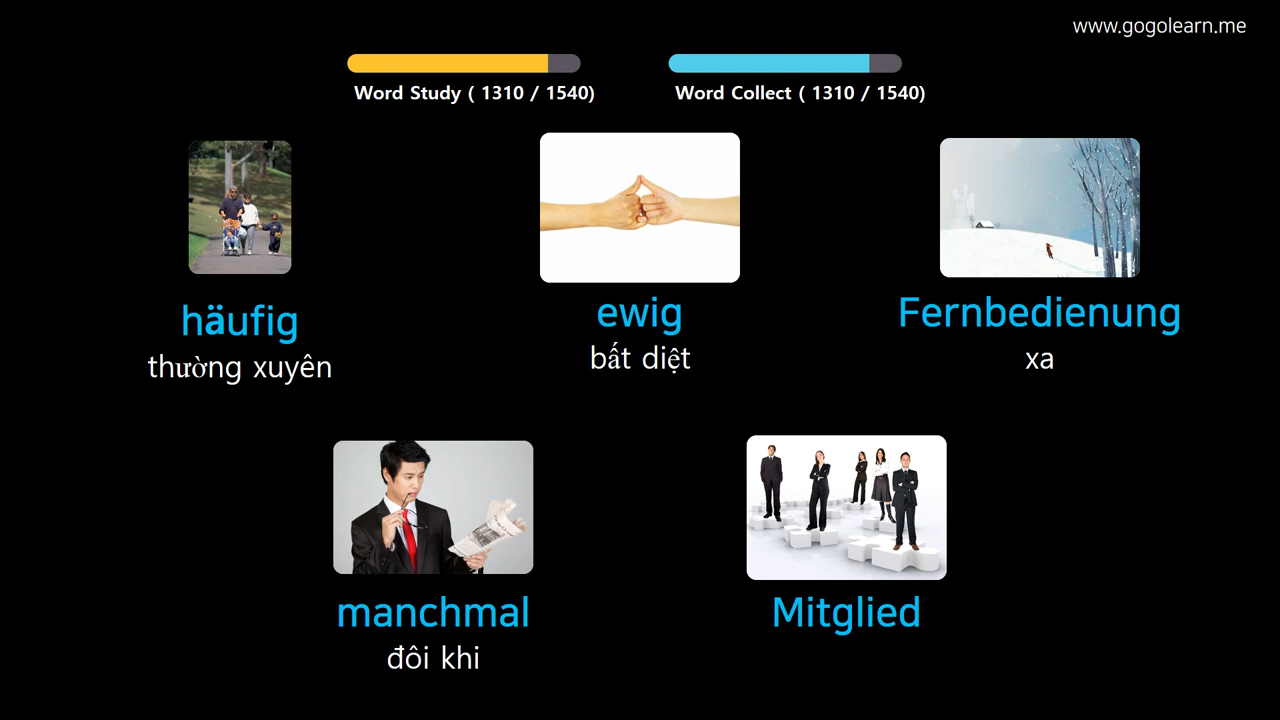 www.gogolearn.me
Word Study ( 1310 / 1540)
Word Collect ( 1310 / 1540)
häufig
thường xuyên
ewig
bất diệt
Fernbedienung
xa
manchmal
đôi khi
Mitglied